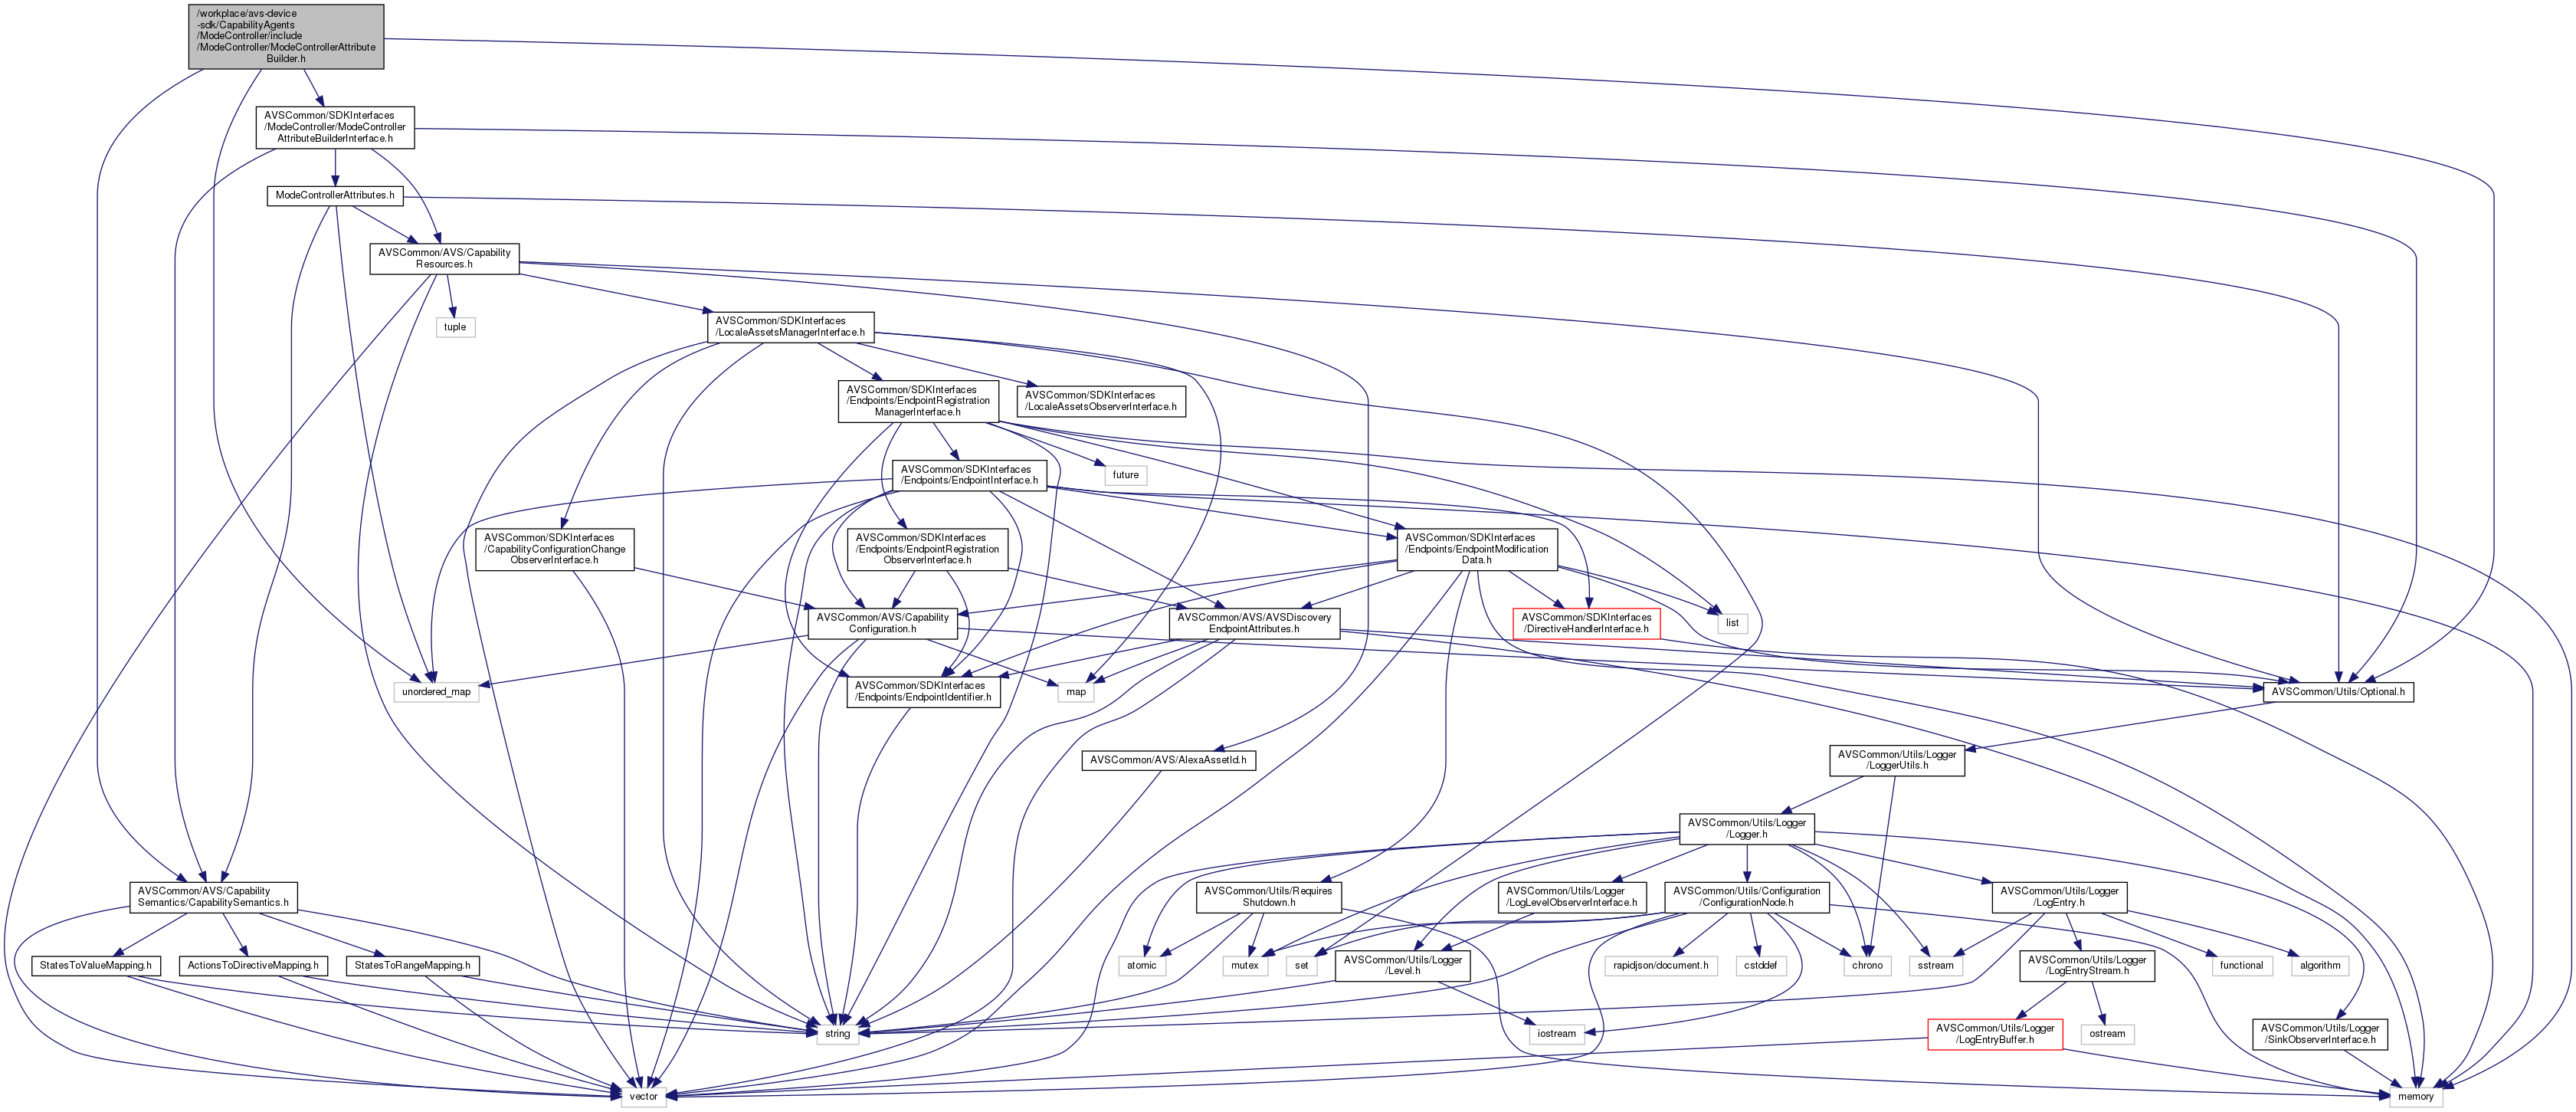 /workplace/avs-device
-sdk/CapabilityAgents
/ModeController/include
/ModeController/ModeControllerAttribute
Builder.h
AVSCommon/SDKInterfaces
/ModeController/ModeController
AttributeBuilderInterface.h
ModeControllerAttributes.h
AVSCommon/AVS/Capability
Resources.h
tuple
AVSCommon/SDKInterfaces
/LocaleAssetsManagerInterface.h
AVSCommon/SDKInterfaces
/Endpoints/EndpointRegistration
ManagerInterface.h
AVSCommon/SDKInterfaces
/LocaleAssetsObserverInterface.h
AVSCommon/SDKInterfaces
/Endpoints/EndpointInterface.h
future
AVSCommon/SDKInterfaces
/CapabilityConfigurationChange
ObserverInterface.h
AVSCommon/SDKInterfaces
/Endpoints/EndpointRegistration
ObserverInterface.h
AVSCommon/SDKInterfaces
/Endpoints/EndpointModification
Data.h
AVSCommon/AVS/Capability
Configuration.h
AVSCommon/AVS/AVSDiscovery
EndpointAttributes.h
AVSCommon/SDKInterfaces
/DirectiveHandlerInterface.h
list
unordered_map
AVSCommon/SDKInterfaces
/Endpoints/EndpointIdentifier.h
map
AVSCommon/Utils/Optional.h
AVSCommon/AVS/AlexaAssetId.h
AVSCommon/Utils/Logger
/LoggerUtils.h
AVSCommon/Utils/Logger
/Logger.h
AVSCommon/AVS/Capability
Semantics/CapabilitySemantics.h
AVSCommon/Utils/Requires
Shutdown.h
AVSCommon/Utils/Logger
/LogLevelObserverInterface.h
AVSCommon/Utils/Configuration
/ConfigurationNode.h
AVSCommon/Utils/Logger
/LogEntry.h
StatesToValueMapping.h
ActionsToDirectiveMapping.h
StatesToRangeMapping.h
atomic
mutex
set
AVSCommon/Utils/Logger
/Level.h
rapidjson/document.h
cstddef
chrono
sstream
AVSCommon/Utils/Logger
/LogEntryStream.h
functional
algorithm
string
iostream
AVSCommon/Utils/Logger
/LogEntryBuffer.h
ostream
AVSCommon/Utils/Logger
/SinkObserverInterface.h
vector
memory